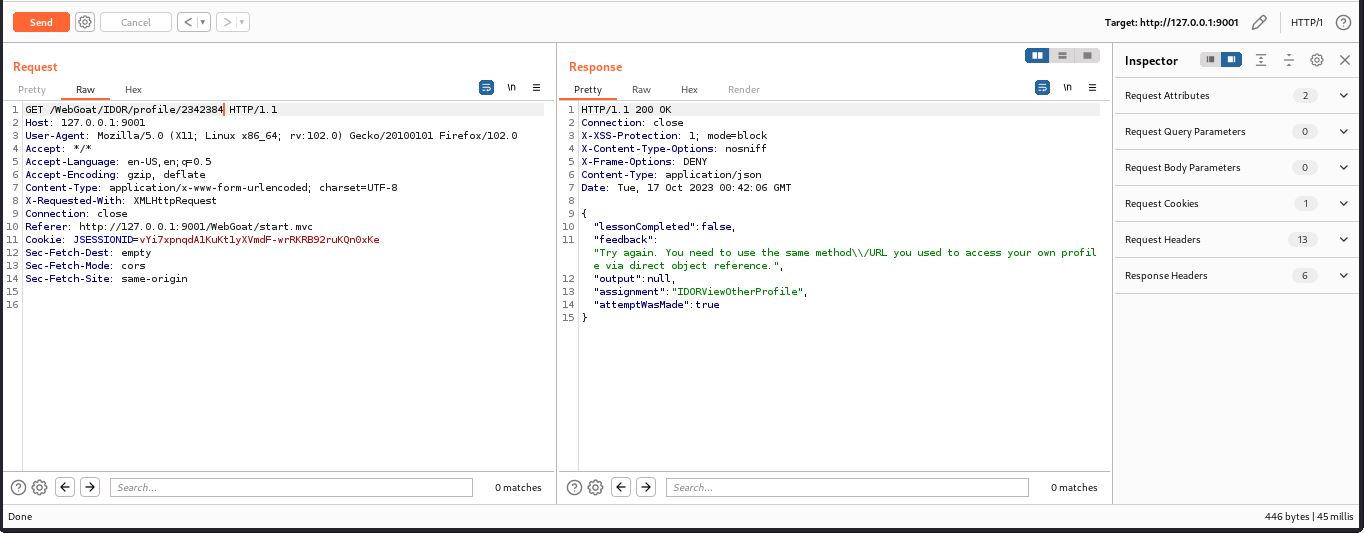 Send
Cancel
<
>
Target: http://127.0.0.1:9001
HTTP/1
Request
Pretty
Raw
Hex
\n
1 GET /WebGoat/IDOR/profile/2342384 HTTP/1.1
2 Host: 127.0.0.1:9001
3 User-Agent: Mozilla/5.0 (X11; Linux x86_64; rv:102.0) Gecko/20100101 Firefox/102.0
4 Accept: */*
5 Accept-Language: en-US,en;q=0.5
6 Accept-Encoding: gzip, deflate
7 Content-Type: application/x-www-form-urlencoded; charset=UTF-8
8 X-Requested-With: XMLHttpRequest
9 Connection: close
10 Referer: http://127.0.0.1:9001/WebGoat/start.mvc
11 Cookie: JSESSIONID=vYi7xpnqdA1KuKt1yXVmdF-wrRKRB92ruKQn0xKe
12 Sec-Fetch-Dest: empty
13 Sec-Fetch-Mode: cors
14 Sec-Fetch-Site: same-origin
15
16
Search...
0 matches
Response
Pretty
Raw
Hex
Render
\n
1 HTTP/1.1 200 OK
2 Connection: close
3 X-XSS-Protection: 1; mode=block
4 X-Content-Type-Options: nosniff
5 X-Frame-Options: DENY
6 Content-Type: application/json
7 Date: Tue, 17 Oct 2023 00:42:06 GMT
8
9 {
10 "lessonCompleted":false,
11 "feedback":
"Try again. You need to use the same method\\/URL you used to access your own profil
e via direct object reference.",
12 "output":null,
13 "assignment":"IDORViewOtherProfile",
14 "attemptWasMade":true
15 }
Search...
0 matches
Inspector
Request Attributes 2
Request Query Parameters 0
Request Body Parameters 0
Request Cookies 1
Request Headers 13
Response Headers 6
Done
446 bytes | 45 millis